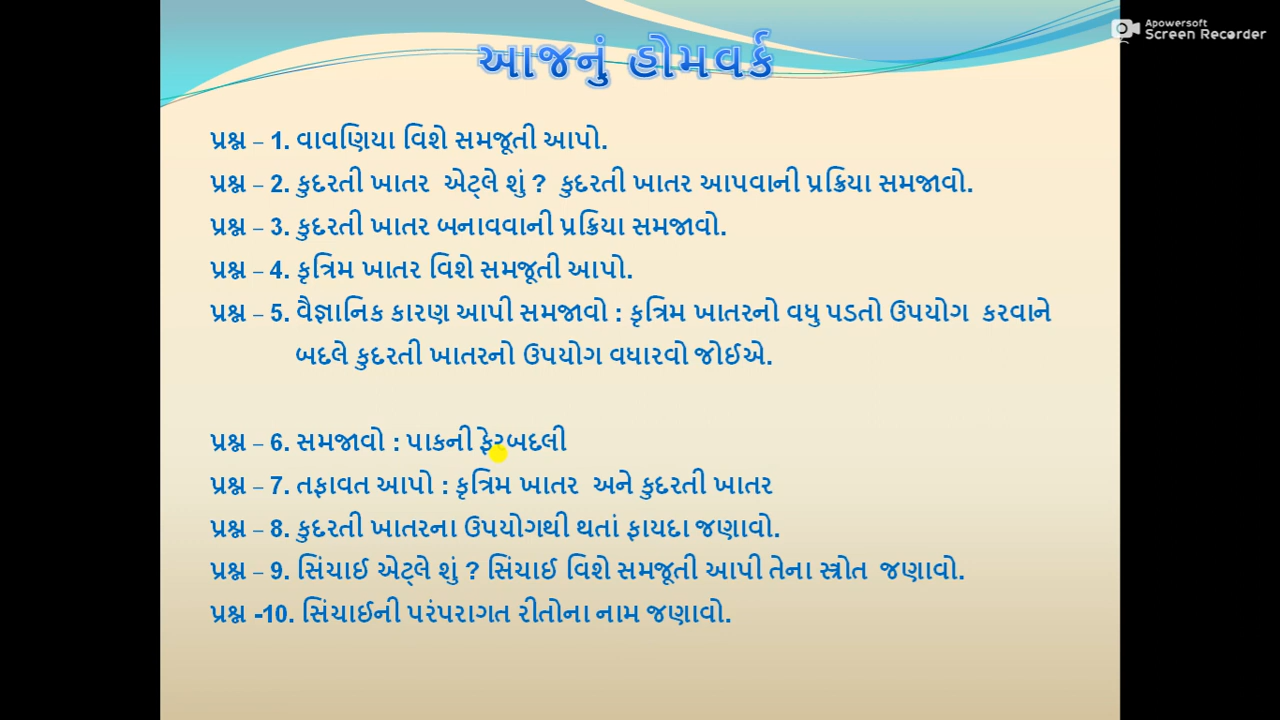 Apowersoft
Screen Recorder
આજનું હોમવર્ક
પ્રશ્ન – 1. વાવણિયા વિશે સમજૂતી આપો.
પ્રશ્ન – 2. કુદરતી ખાતર એટ્લે શું ? કુદરતી ખાતર આપવાની પ્રક્રિયા સમજાવો.
પ્રશ્ન – 3. કુદરતી ખાતર બનાવવાની પ્રક્રિયા સમજાવો.
પ્રશ્ન – 4. કૃત્રિમ ખાતર વિશે સમજૂતી આપો.
પ્રશ્ન – 5. વૈજ્ઞાનિક કારણ આપી સમજાવો : કૃત્રિમ ખાતરનો વધુ પડતો ઉપયોગ કરવાને
બદલે કુદરતી ખાતરનો ઉપયોગ વધારવો જોઈએ.
પ્રશ્ન – 6. સમજાવો : પાકની ફેરબદલી
પ્રશ્ન – 7. તફાવત આપો : કૃત્રિમ ખાતર અને કુદરતી ખાતર
પ્રશ્ન – 8. કુદરતી ખાતરના ઉપયોગથી થતાં ફાયદા જણાવો.
પ્રશ્ન – 9. સિંચાઈ એટ્લે શું ? સિંચાઈ વિશે સમજૂતી આપી તેના સ્ત્રોત જણાવો.
પ્રશ્ન -10. સિંચાઈની પરંપરાગત રીતોના નામ જણાવો.